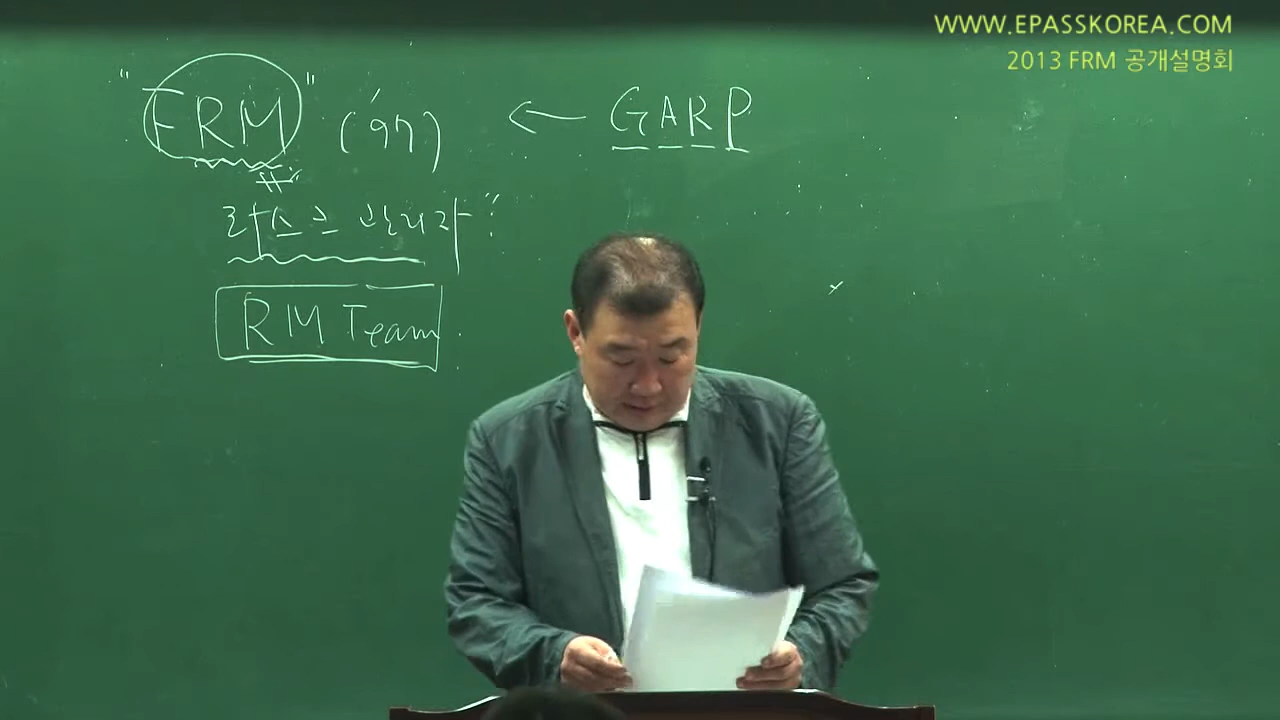 WWW.EPASSKOREA.COM
2013 FRM 공개설명회
"FRM" ('97) ← GARP
리스크 관리자"
RM Team